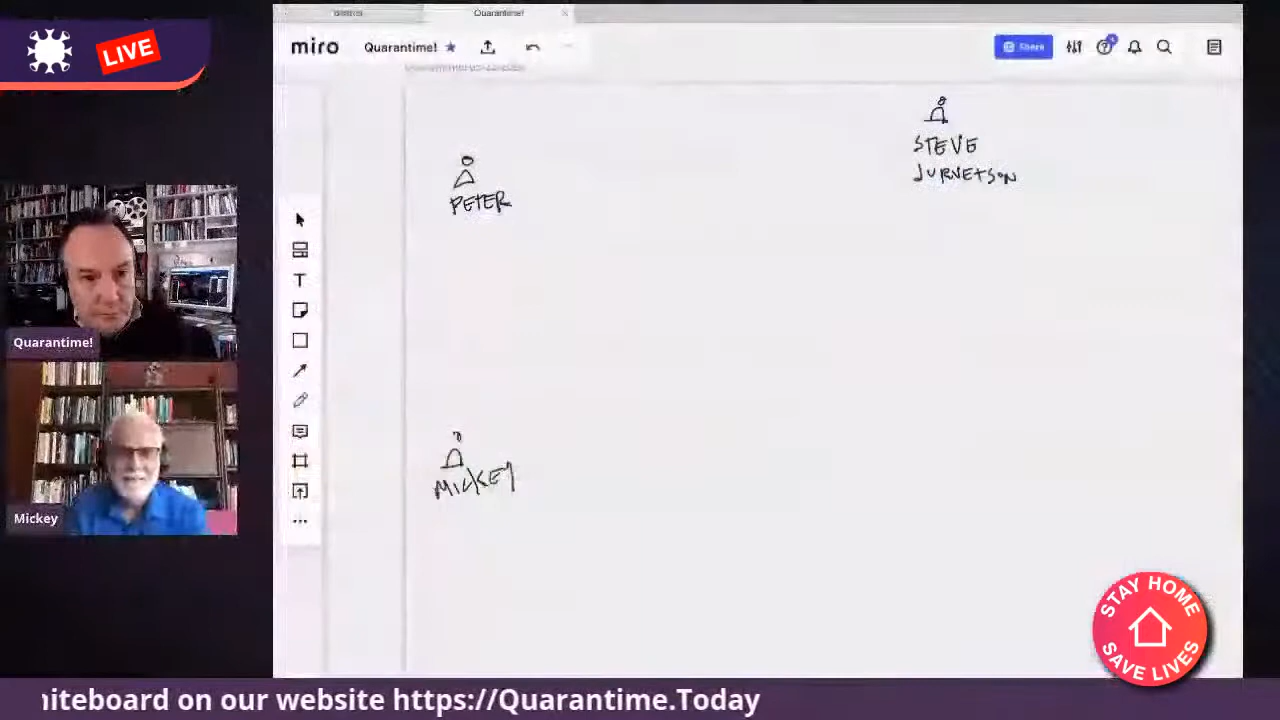 LIVE
Quarantime!
miro
Quarantime!
Share
STEVE
JURVETSON
PETER
Quarantime!
MICKEY
Mickey
STAY HOME
SAVE LIVES
niteboard on our website https://Quarantime.Today